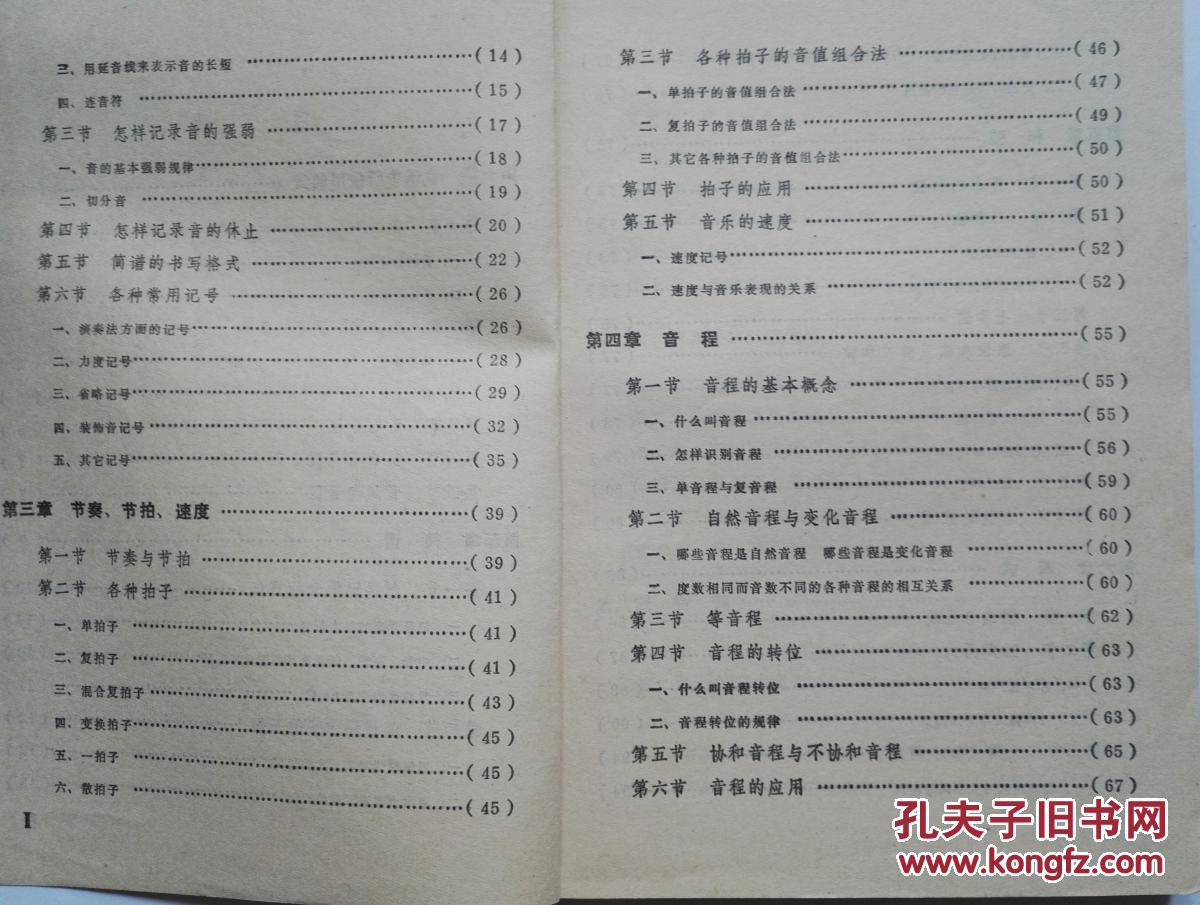 三、用延音线来表示音的长短 ……………………………( 14 )
四、连音符 ……………………………( 15 )
第三节 怎样记录音的强弱 ……………………………( 17 )
一、音的基本强弱规律……………………………( 18 )
二、切分音 ……………………………( 19 )
第四节 怎样记录音的休止 ……………………………( 20 )
第五节 简谱的书写格式 ……………………………( 22 )
第六节 各种常用记号 ……………………………( 26 )
一、演奏法方面的记号……………………………( 26 )
二、力度记号……………………………( 28 )
三、省略记号……………………………( 29 )
四、装饰音记号……………………………( 32 )
五、其它记号……………………………( 35 )
第三章 节奏、节拍、速度 ……………………………( 39 )
第一节 节奏与节拍 ……………………………( 39 )
第二节 各种拍子 ……………………………( 41 )
一、单拍子 ……………………………( 41 )
二、复拍子 ……………………………( 41 )
三、混合复拍子……………………………( 43 )
四、变换拍子……………………………( 45 )
五、一拍子 ……………………………( 45 )
六、散拍子 ……………………………( 45 )
I
第三节 各种拍子的音值组合法 ……………………………( 46 )
一、单拍子的音值组合法 ……………………………( 47 )
二、复拍子的音值组合法 ……………………………( 49 )
三、其它各种拍子的音值组合法……………………………( 50 )
第四节 拍子的应用 ……………………………( 50 )
第五节 音乐的速度 ……………………………( 51 )
一、速度记号……………………………( 52 )
二、速度与音乐表现的关系 ……………………………( 52 )
第四章 音 程 ……………………………( 55 )
第一节 音程的基本概念 ……………………………( 55 )
一、什么叫音程……………………………( 55 )
二、怎样识别音程 ……………………………( 56 )
三、单音程与复音程 ……………………………( 59 )
第二节 自然音程与变化音程 ……………………………( 60 )
一、哪些音程是自然音程 哪些音程是变化音程 ……………………………( 60 )
二、度数相同而音数不同的各种音程的相互关系 ……………………………( 60 )
第三节 等音程 ……………………………( 62 )
第四节 音程的转位 ……………………………( 63 )
一、什么叫音程转位 ……………………………( 63 )
二、音程转位的规律 ……………………………( 63 )
第五节 协和音程与不协和音程 ……………………………( 65 )
第六节 音程的应用 ……………………………( 67 )
孔夫子旧书网
www.kongfz.com